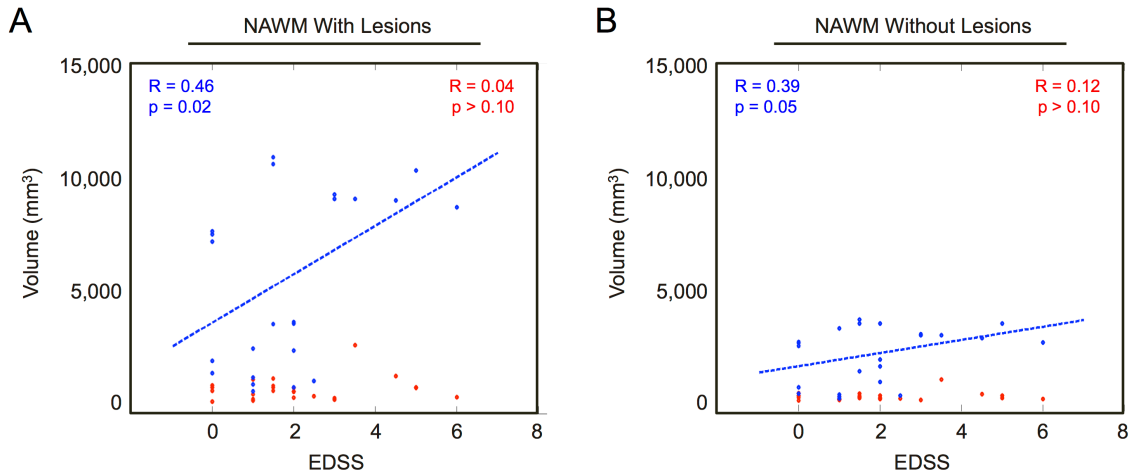 A
NAWM With Lesions
15,000
10,000
5,000
0
Volume (mm³)
R = 0.46
p = 0.02
R = 0.04
p > 0.10
0 2 4 6 8
EDSS
B
NAWM Without Lesions
15,000
10,000
5,000
0
Volume (mm³)
R = 0.39
p = 0.05
R = 0.12
p > 0.10
0 2 4 6 8
EDSS